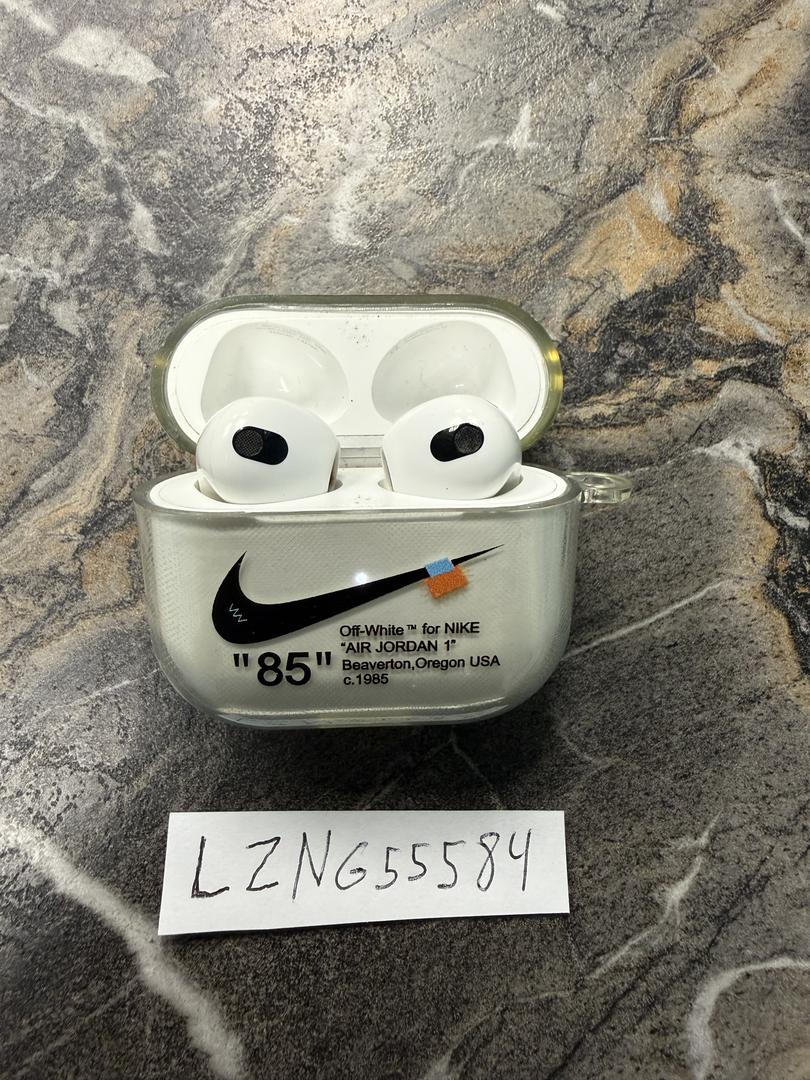 Off-White™ for NIKE
"AIR JORDAN 1"
"85" Beaverton,Oregon USA
c.1985
LZNG55584